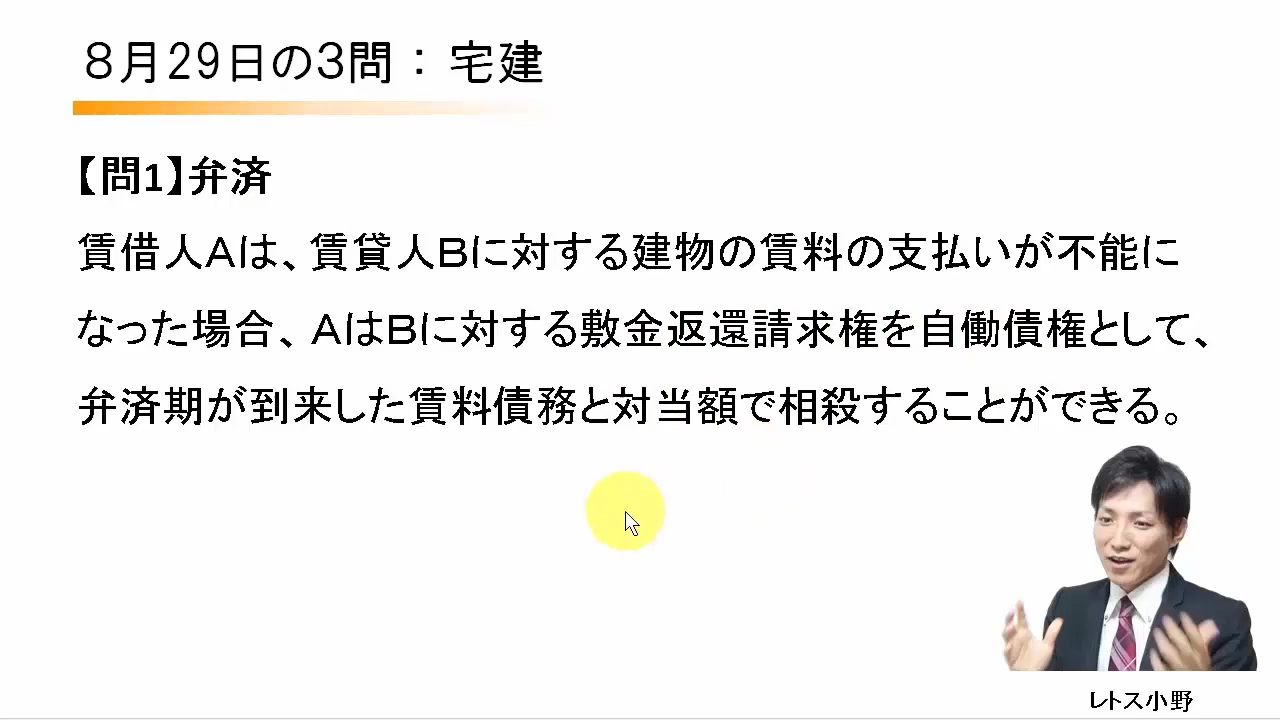 ８月29日の３問：宅建
【問1】弁済
賃借人Ａは、賃貸人Ｂに対する建物の賃料の支払いが不能に
なった場合、ＡはＢに対する敷金返還請求権を自働債権として、
弁済期が到来した賃料債務と対当額で相殺することができる。
レトス小野